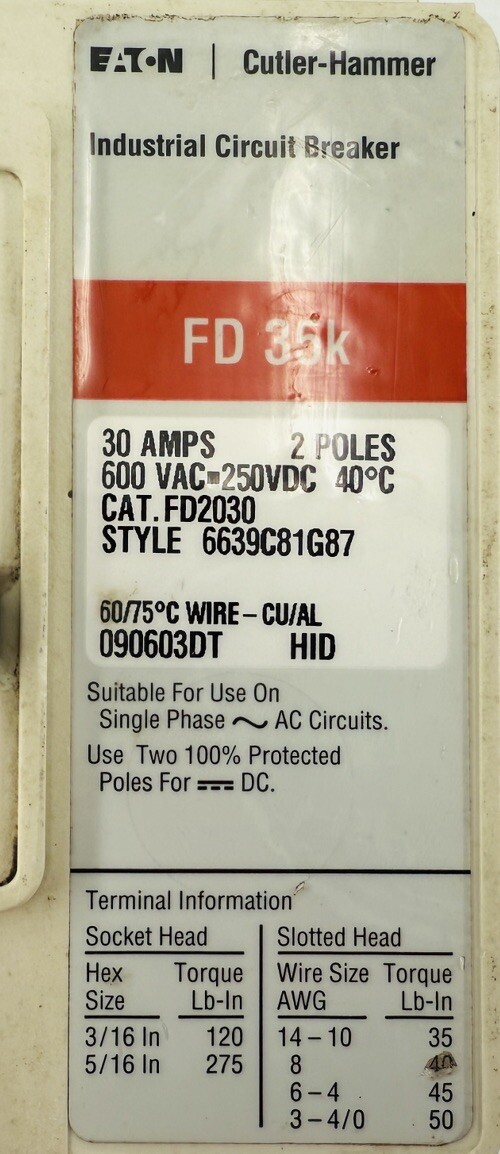 EATON | Cutler-Hammer
Industrial Circuit Breaker
FD 35k
30 AMPS 2 POLES
600 VAC▪250VDC 40°C
CAT. FD2030
STYLE 6639C81G87
60/75°C WIRE – CU/AL
090603DT HID
Suitable For Use On
Single Phase ∼ AC Circuits.
Use Two 100% Protected
Poles For ⎓ DC.
Terminal Information
Socket Head
Hex Torque
Size Lb-In
3/16 In 120
5/16 In 275
Slotted Head
Wire Size Torque
AWG Lb-In
14 – 10 35
8 40
6 – 4 45
3 – 4/0 50